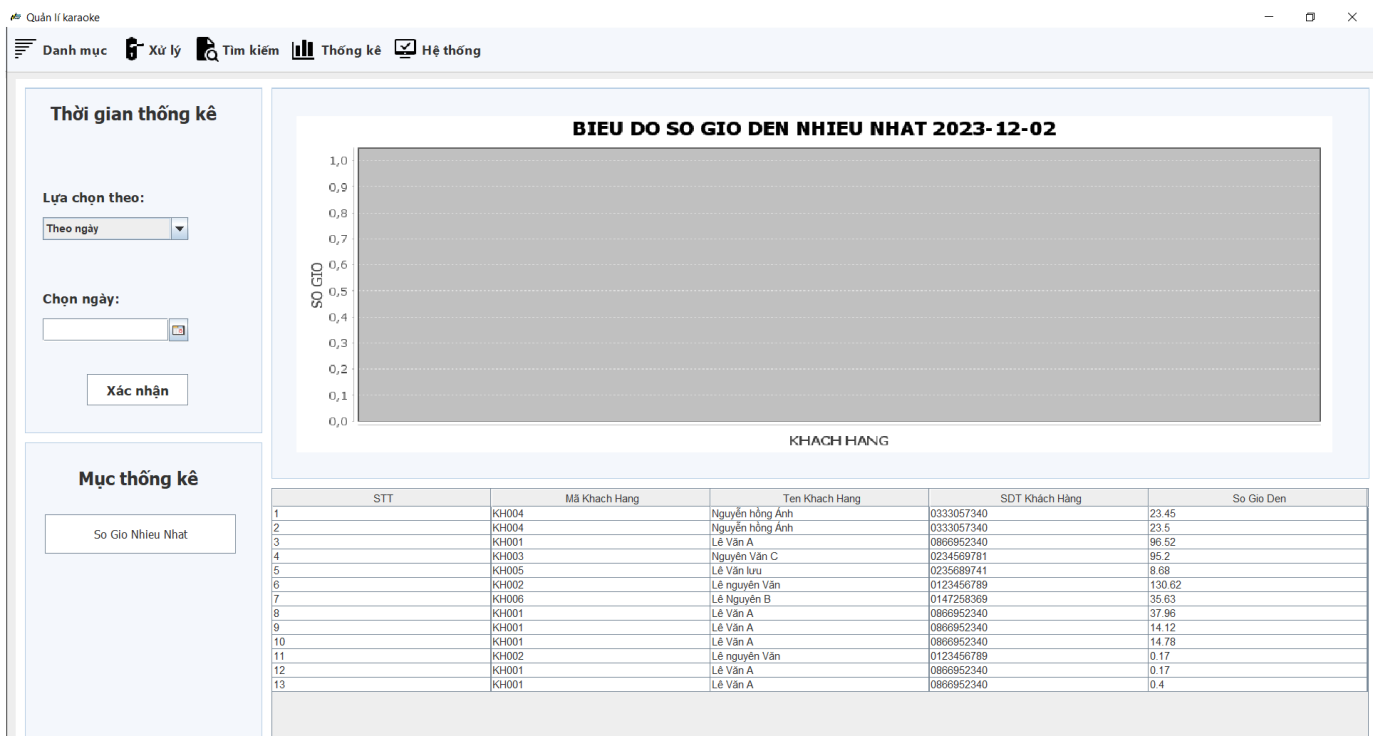 Quản lí karaoke
Danh mục Xử lý Tìm kiếm Thống kê Hệ thống
Thời gian thống kê
Lựa chọn theo:
Theo ngày
Chọn ngày:
Xác nhận
Mục thống kê
So GIo Nhieu Nhat
BIEU DO SO GIO DEN NHIEU NHAT 2023-12-02
1,0
0,9
0,8
0,7
0,6
0,5
0,4
0,3
0,2
0,1
0,0
SO GIO
KHACH HANG
STT Mã Khach Hang Ten Khach Hang SDT Khách Hàng So Gio Den
1 KH004 Nguyễn hồng Ánh 0333057340 23.45
2 KH004 Nguyễn hồng Ánh 0333057340 23.5
3 KH001 Lê Văn A 0866952340 96.52
4 KH003 Nguyên Văn C 0234569781 95.2
5 KH005 Lê Văn lưu 0235689741 8.68
6 KH002 Lê nguyên Văn 0123456789 130.62
7 KH006 Lê Nguyên B 0147258369 35.63
8 KH001 Lê Văn A 0866952340 37.96
9 KH001 Lê Văn A 0866952340 14.12
10 KH001 Lê Văn A 0866952340 14.78
11 KH002 Lê nguyên Văn 0123456789 0.17
12 KH001 Lê Văn A 0866952340 0.17
13 KH001 Lê Văn A 0866952340 0.4